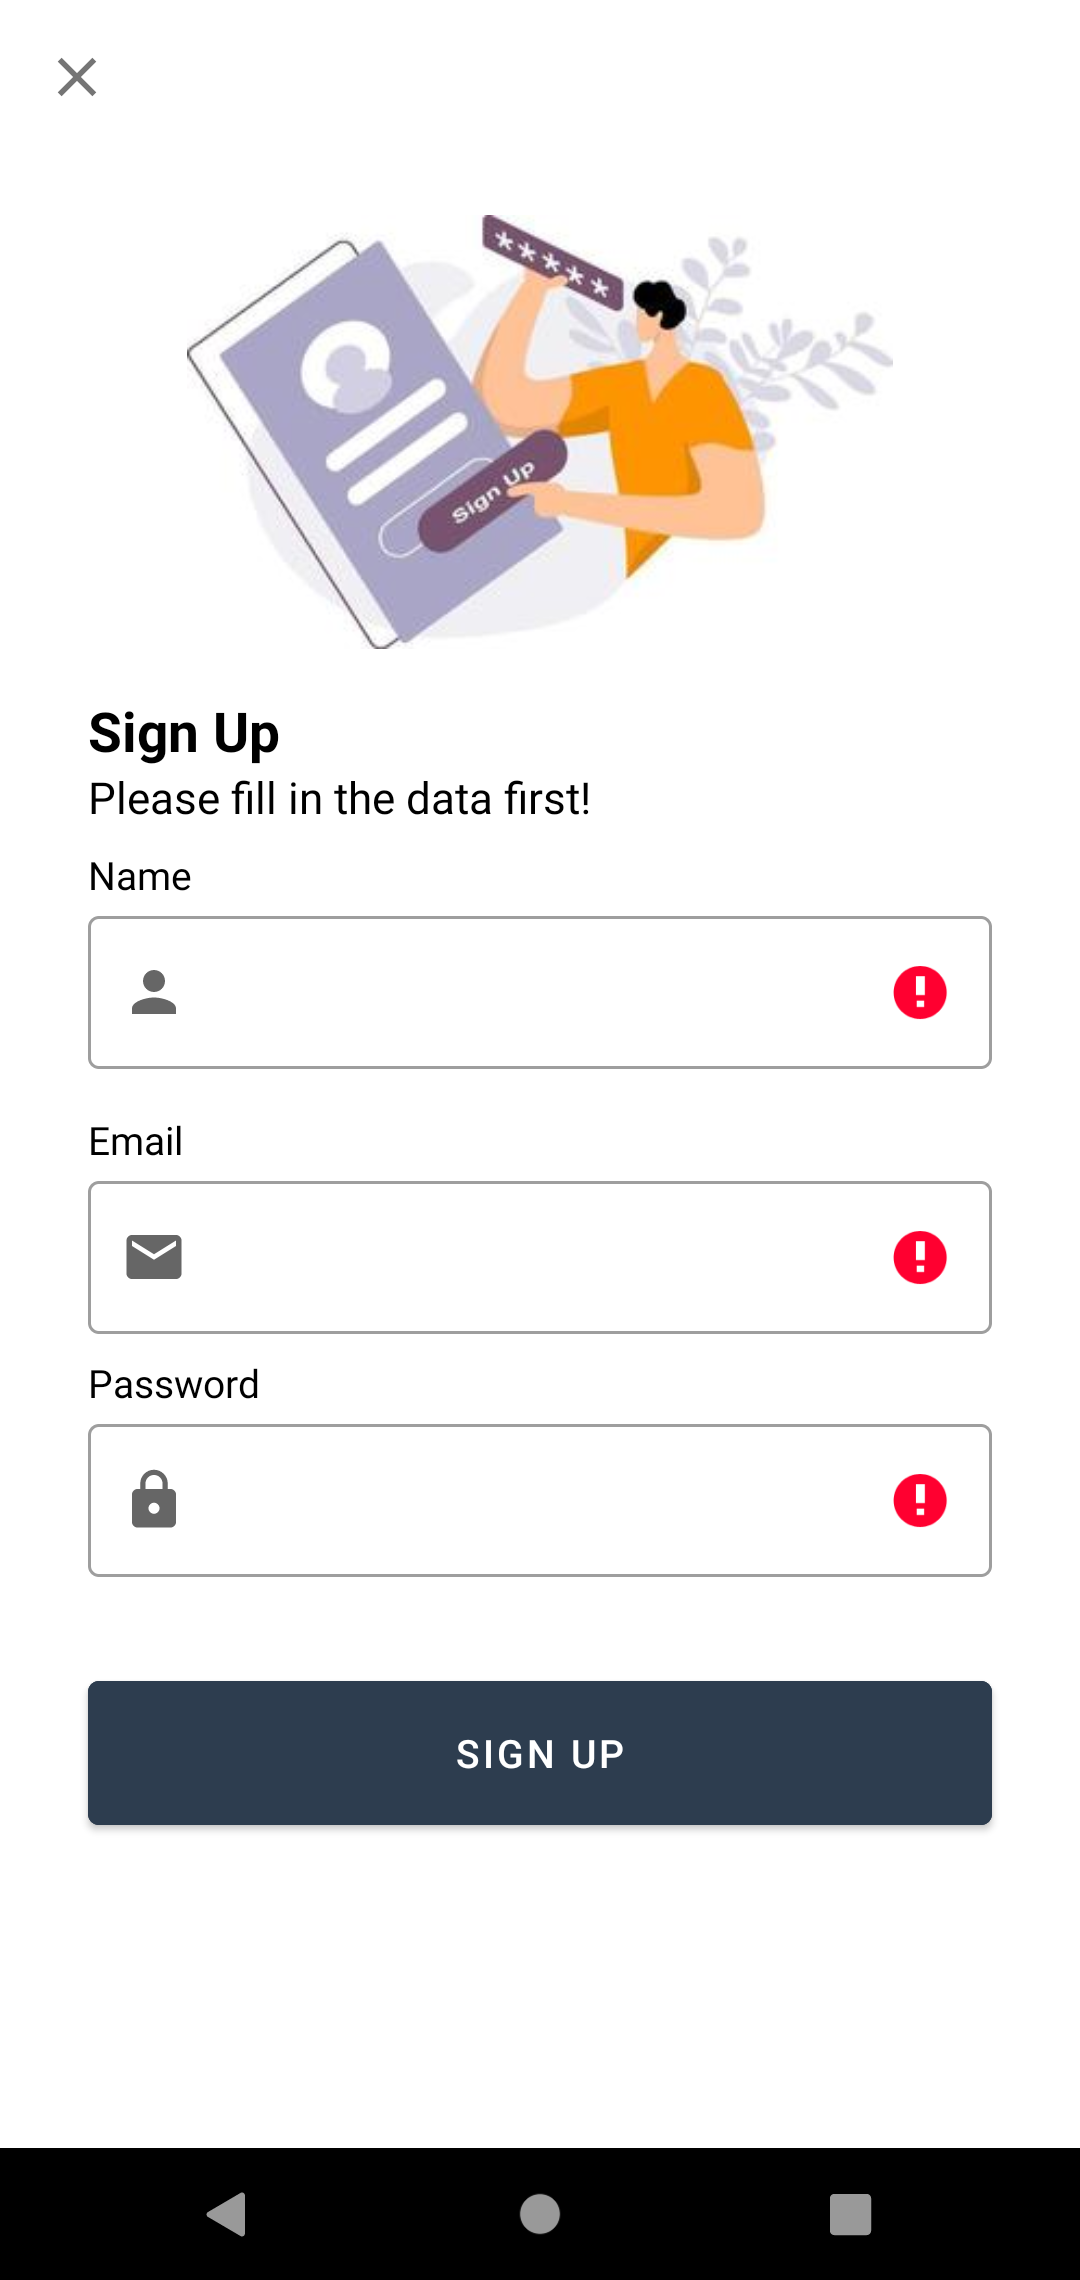 *****
Sign Up
Sign Up
Please fill in the data first!
Name
Email
Password
SIGN UP